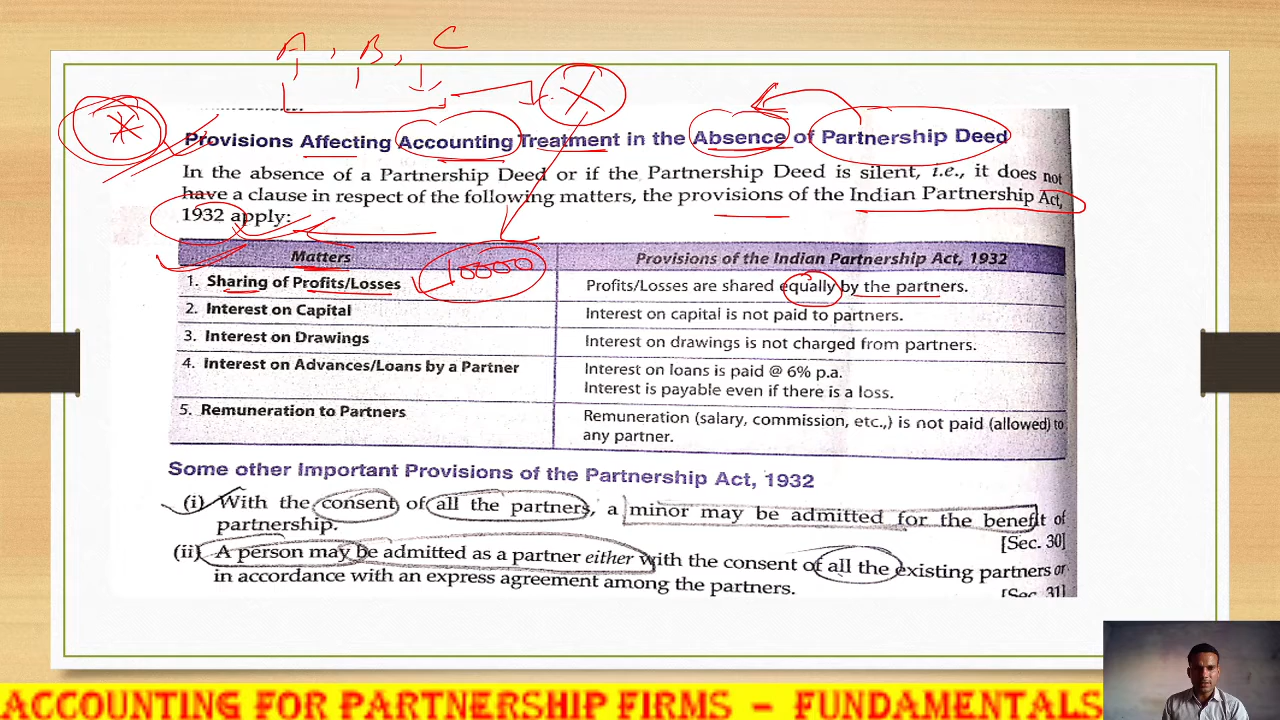 A, B, C
X
*
Provisions Affecting Accounting Treatment in the Absence of Partnership Deed
In the absence of a Partnership Deed or if the Partnership Deed is silent, i.e., it does not
have a clause in respect of the following matters, the provisions of the Indian Partnership Act,
1932 apply:
Matters Provisions of the Indian Partnership Act, 1932
10000
1. Sharing of Profits/Losses Profits/Losses are shared equally by the partners.
2. Interest on Capital Interest on capital is not paid to partners.
3. Interest on Drawings Interest on drawings is not charged from partners.
4. Interest on Advances/Loans by a Partner Interest on loans is paid @ 6% p.a.
Interest is payable even if there is a loss.
5. Remuneration to Partners Remuneration (salary, commission, etc.,) is not paid (allowed) to
any partner.
Some other Important Provisions of the Partnership Act, 1932
(i) With the consent of all the partners, a minor may be admitted for the benefit of
partnership. [Sec. 30]
(ii) A person may be admitted as a partner either with the consent of all the existing partners or
in accordance with an express agreement among the partners. [Sec. 31]
ACCOUNTING FOR PARTNERSHIP FIRMS - FUNDAMENTALS